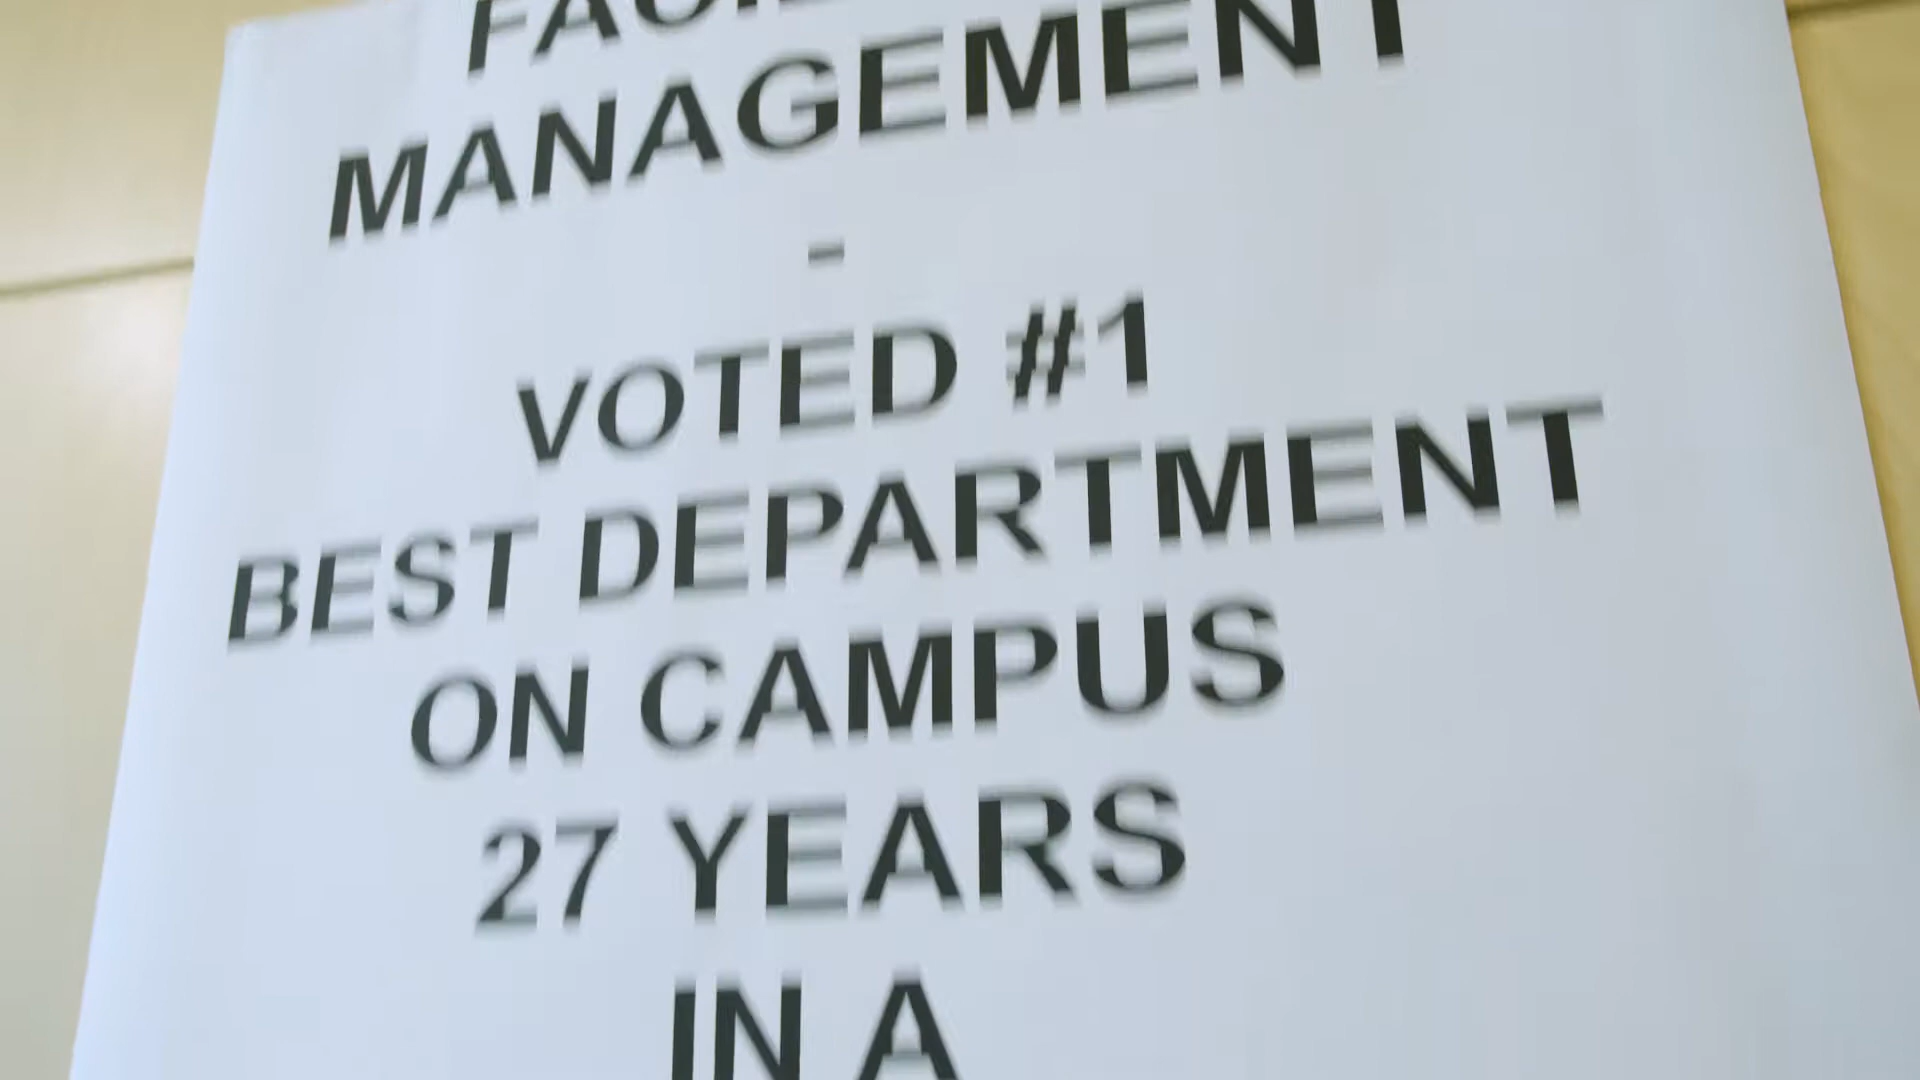 MANAGEMENT
-
VOTED #1
BEST DEPARTMENT
ON CAMPUS
27 YEARS
IN A